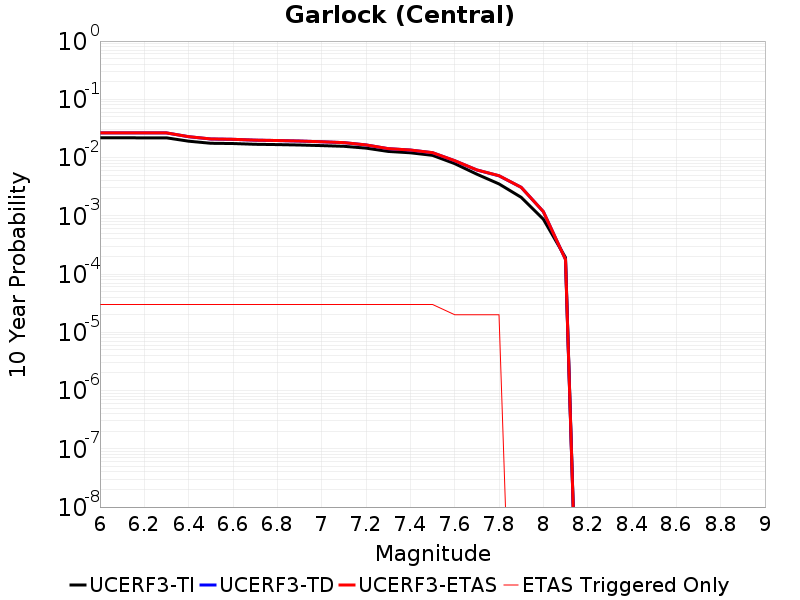 Garlock (Central)
10 Year Probability
10^0
10^-1
10^-2
10^-3
10^-4
10^-5
10^-6
10^-7
10^-8
6 6.2 6.4 6.6 6.8 7 7.2 7.4 7.6 7.8 8 8.2 8.4 8.6 8.8 9
Magnitude
UCERF3-TI UCERF3-TD UCERF3-ETAS ETAS Triggered Only